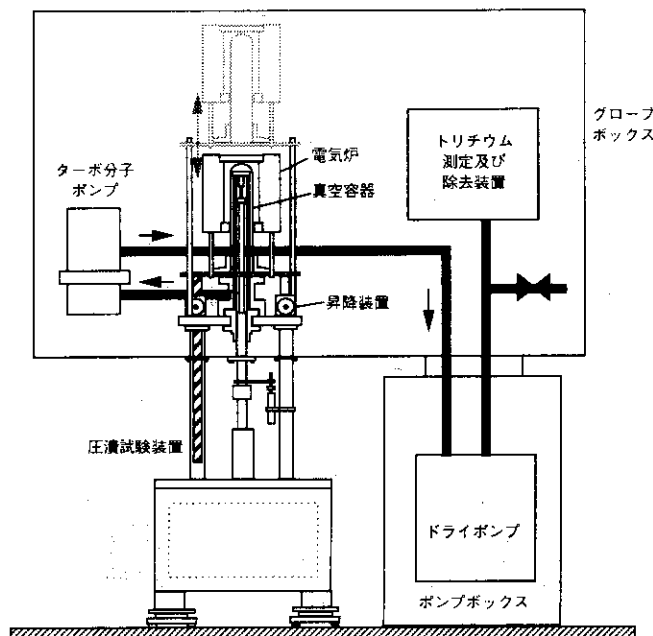 グローブ
ボックス
トリチウム
測定及び
除去装置
電気炉
ターボ分子
ポンプ
真空容器
昇降装置
圧潰試験装置
ドライポンプ
ポンプボックス